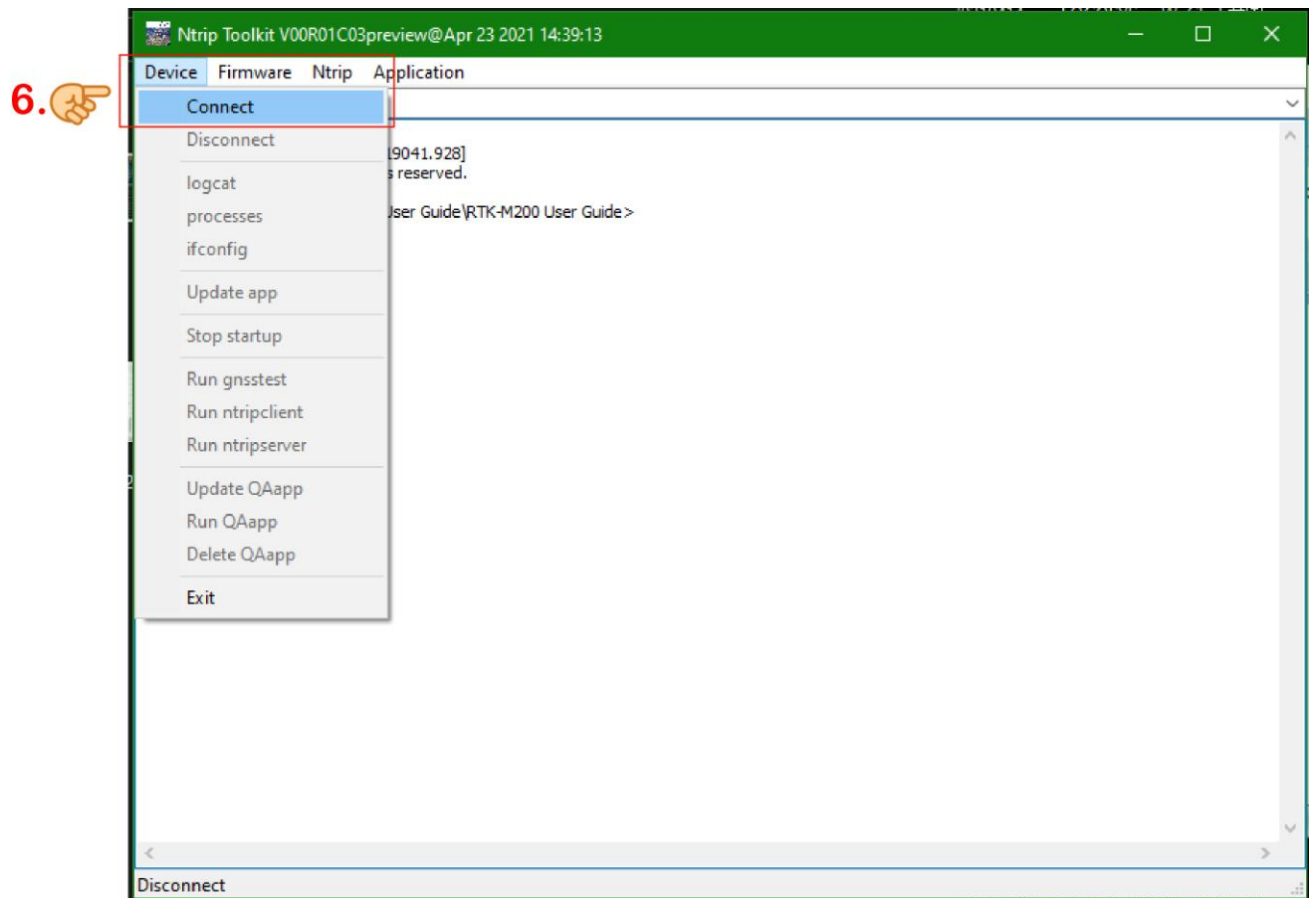 Ntrip Toolkit V00R01C03preview@Apr 23 2021 14:39:13
Device Firmware Ntrip Application
6.
Connect
Disconnect
19041.928]
s reserved.
logcat
processes
User Guide\RTK-M200 User Guide>
ifconfig
Update app
Stop startup
Run gnsstest
Run ntripclient
Run ntripserver
Update QAapp
Run QAapp
Delete QAapp
Exit
Disconnect